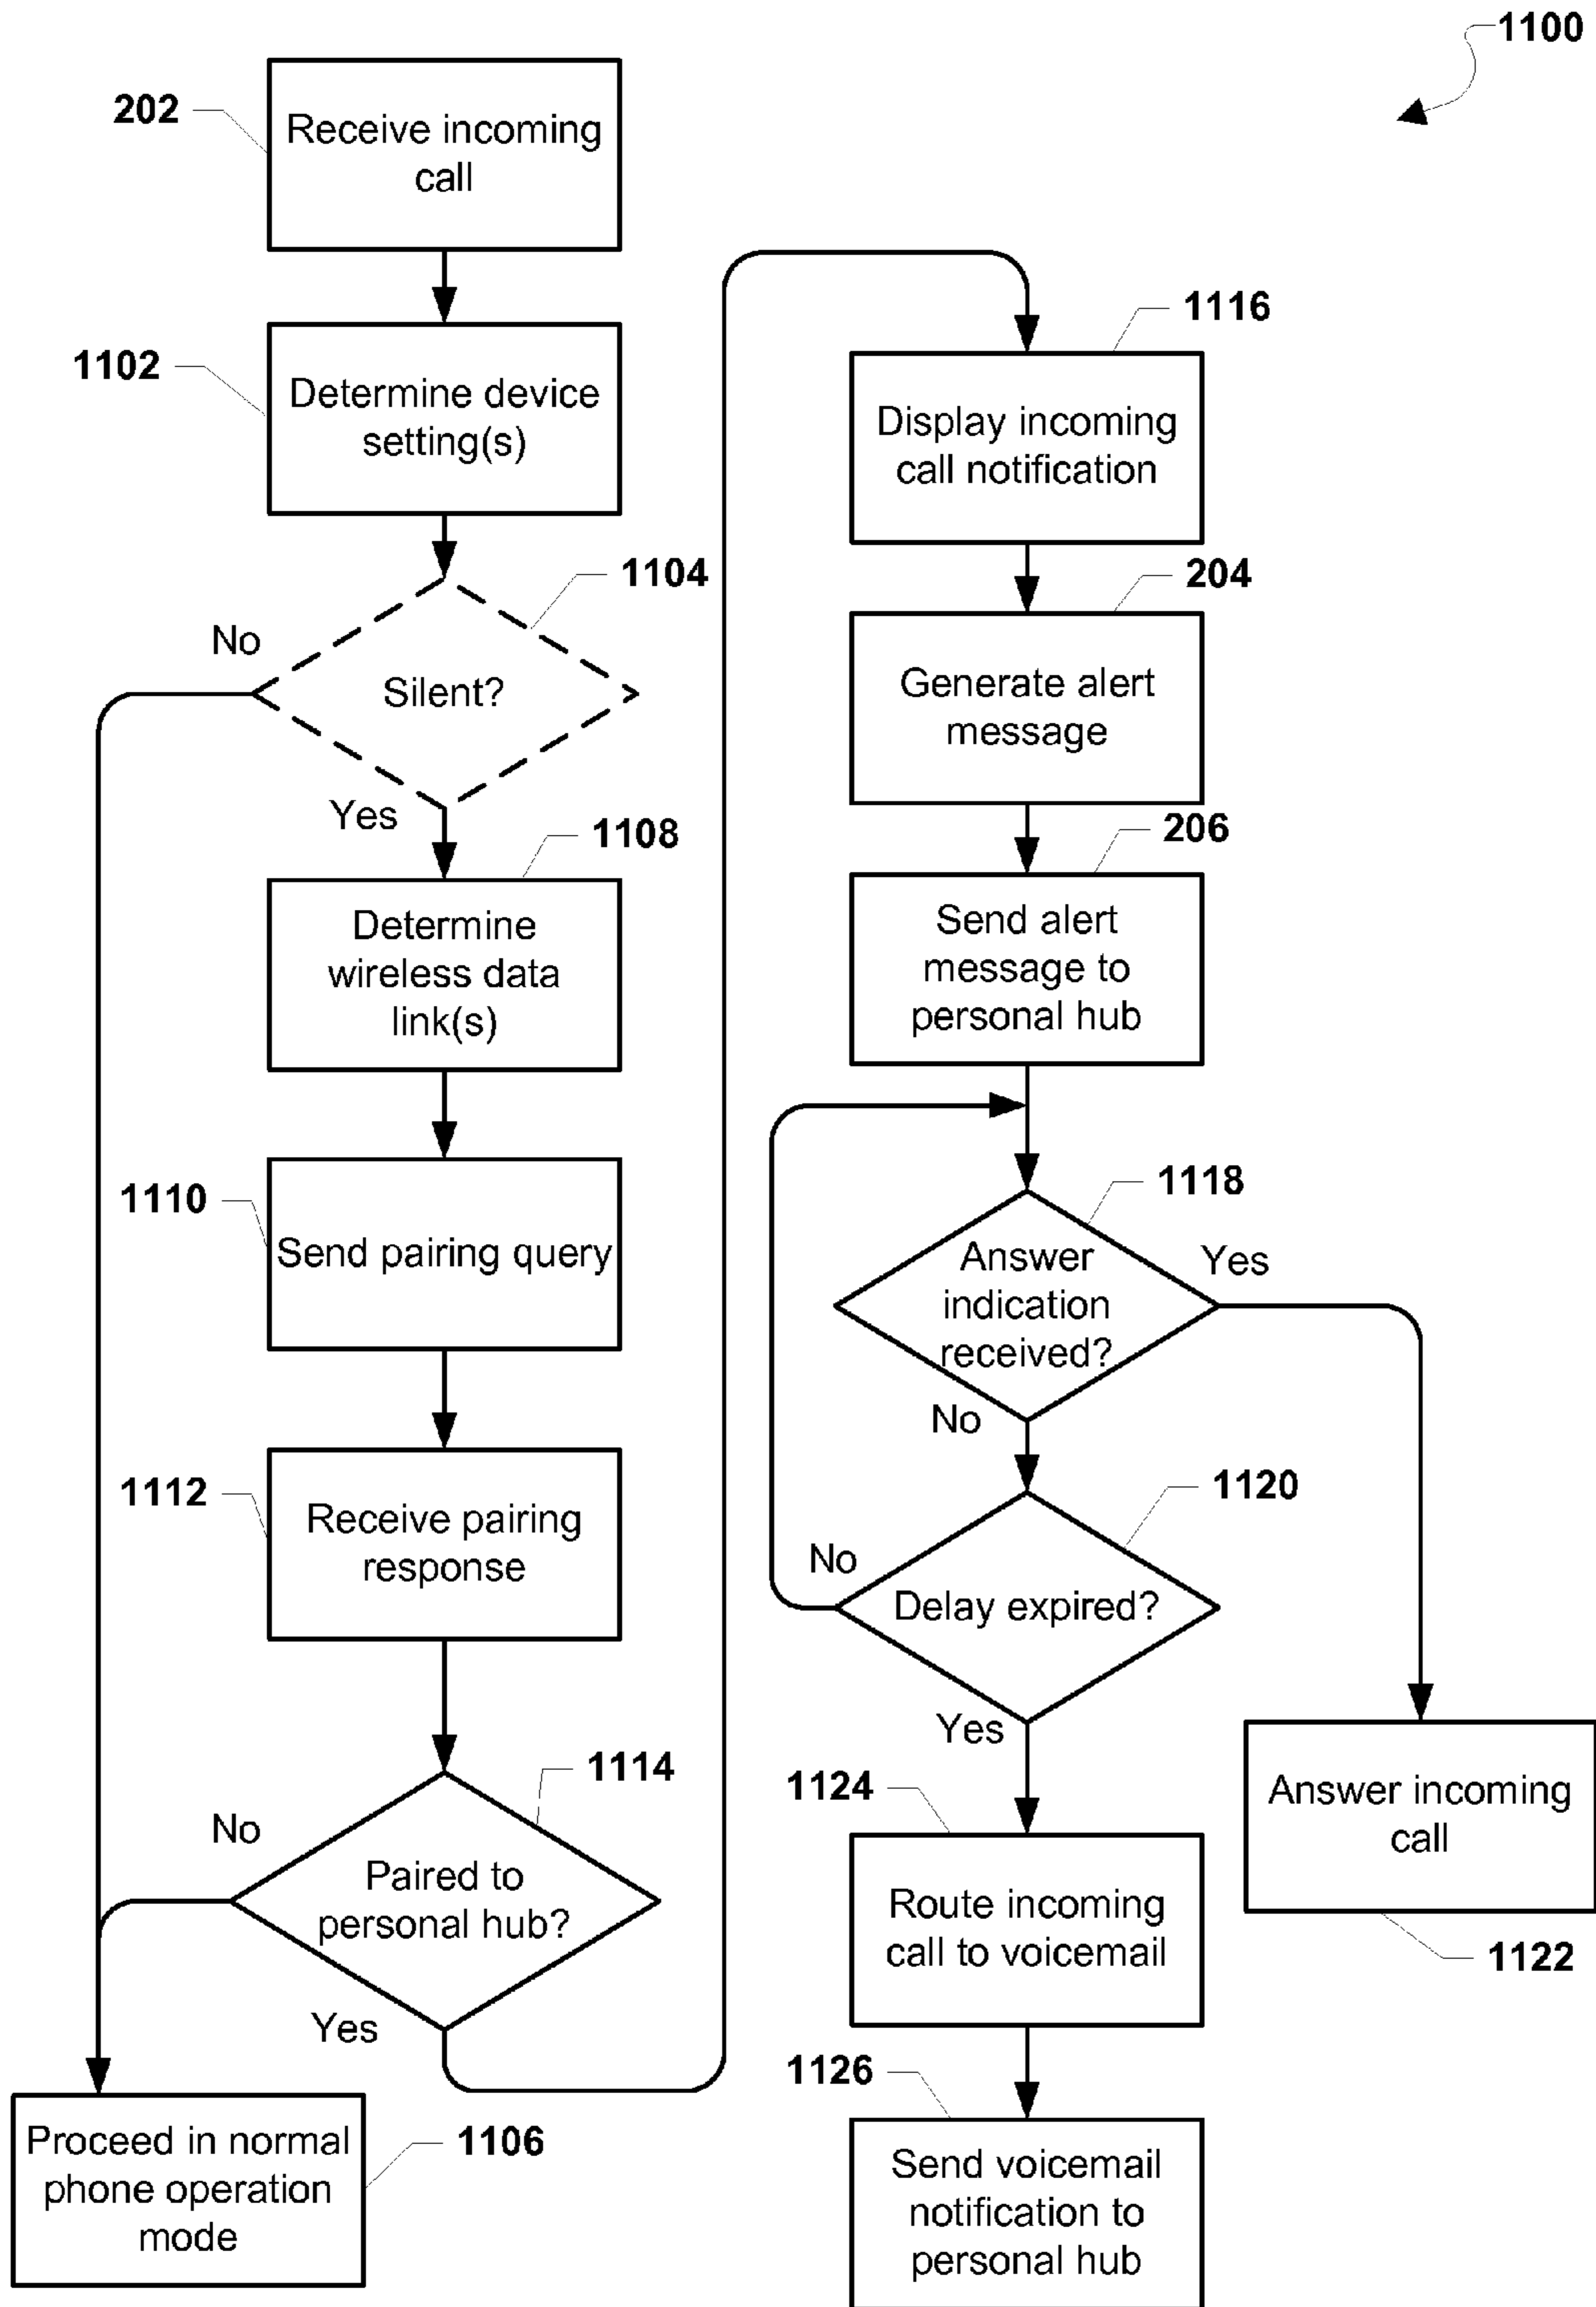 1100
202
Receive incoming
call
1102
Determine device
setting(s)
1104
No
Silent?
Yes
1108
Determine
wireless data
link(s)
1110
Send pairing query
1112
Receive pairing
response
1114
No
Paired to
personal hub?
Yes
Proceed in normal
phone operation
mode
1106
1116
Display incoming
call notification
204
Generate alert
message
206
Send alert
message to
personal hub
1118
Answer
indication
received?
Yes
No
1120
No
Delay expired?
Yes
1124
Route incoming
call to voicemail
Answer incoming
call
1122
1126
Send voicemail
notification to
personal hub